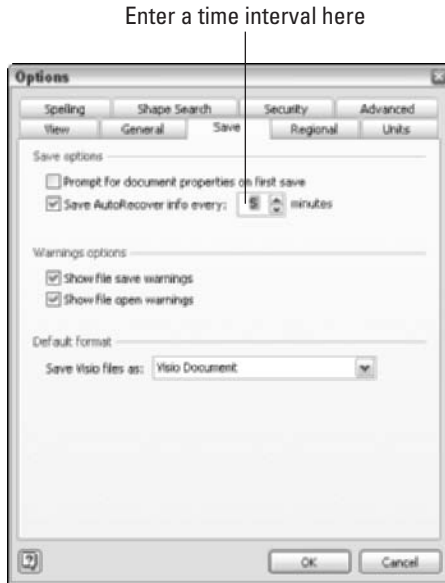 Enter a time interval here
Options
Spelling Shape Search Security Advanced
View General Save Regional Units
Save options
Prompt for document properties on first save
Save AutoRecover info every: 5 minutes
Warnings options
Show file save warnings
Show file open warnings
Default format
Save Visio files as: Visio Document
? OK Cancel